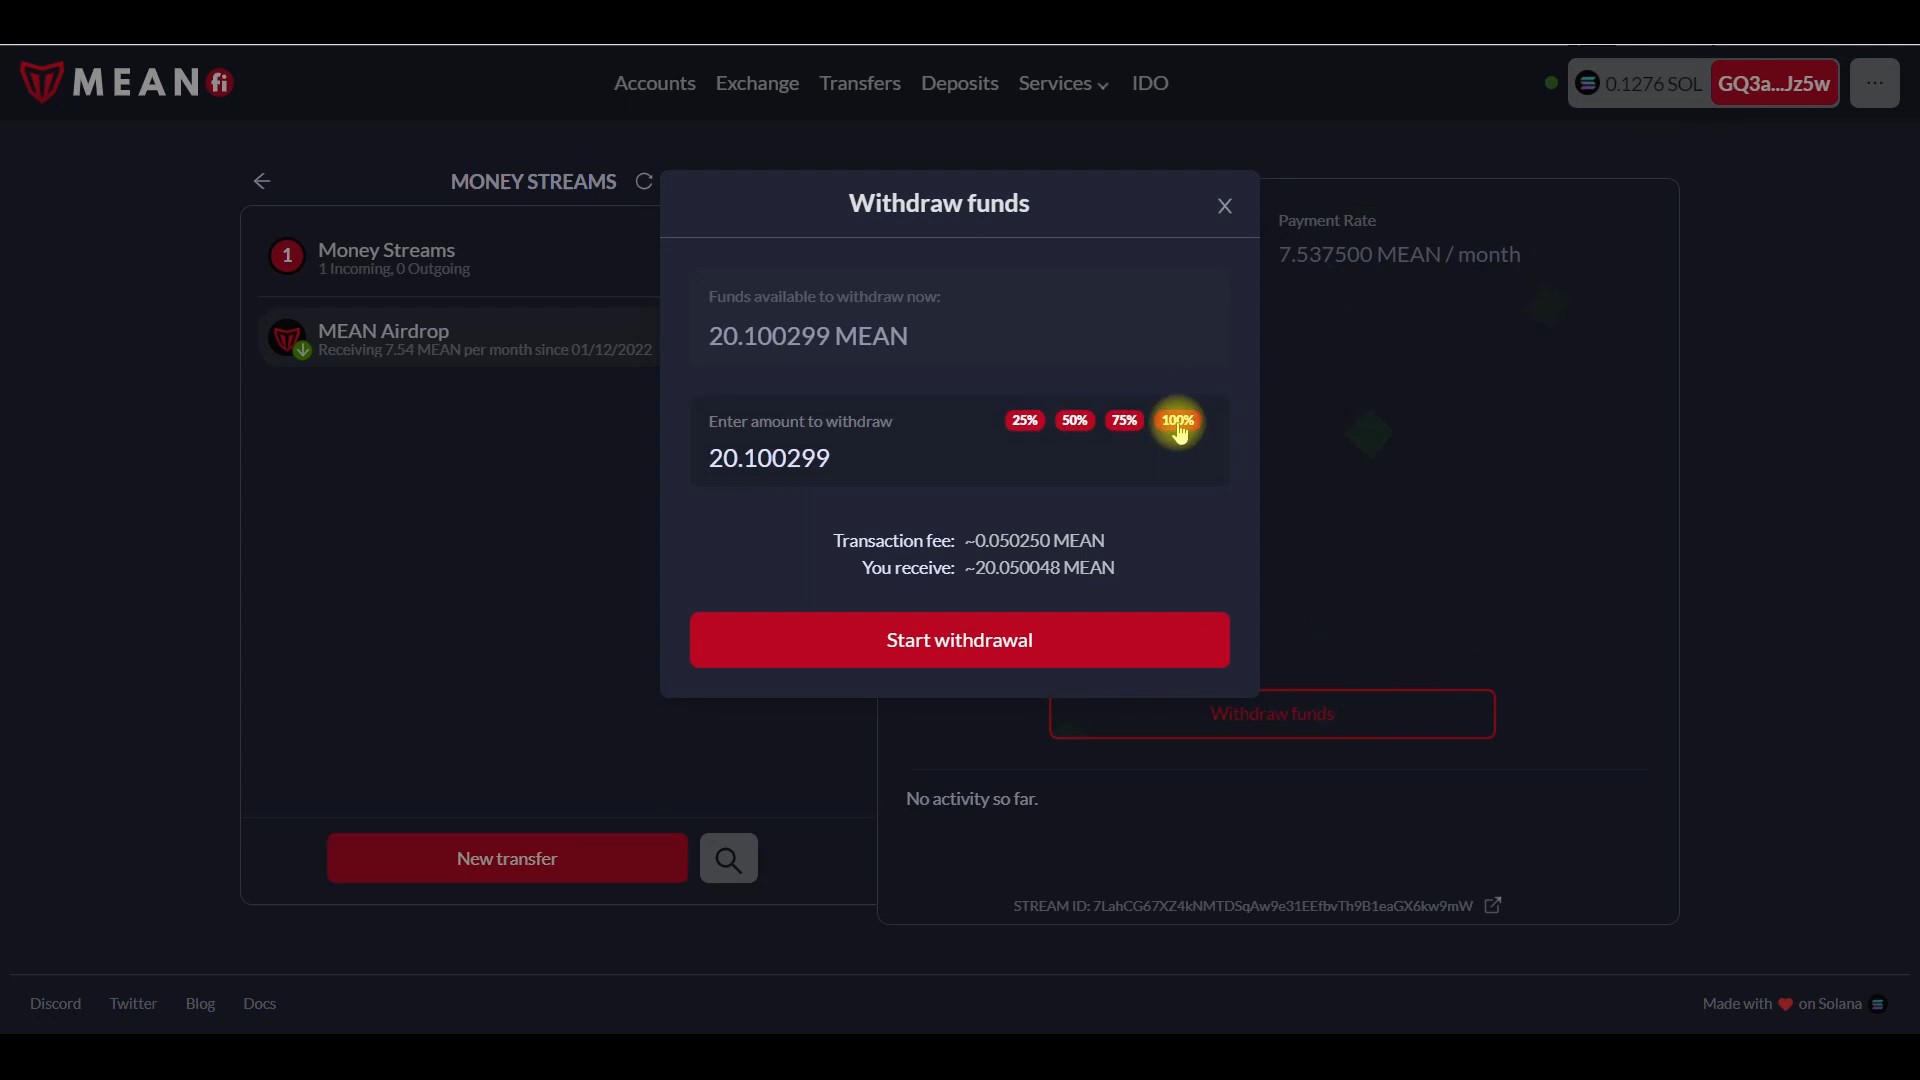 MEAN fi
Accounts Exchange Transfers Deposits Services IDO
0.1276 SOL GQ3a...Jz5w ...
MONEY STREAMS
1 Money Streams
1 Incoming, 0 Outgoing
MEAN Airdrop
Receiving 7.54 MEAN per month since 01/12/2022
New transfer
Withdraw funds
Funds available to withdraw now:
20.100299 MEAN
Enter amount to withdraw 25% 50% 75% 100%
20.100299
Transaction fee: ~0.050250 MEAN
You receive: ~20.050048 MEAN
Start withdrawal
Payment Rate
7.537500 MEAN / month
Withdraw funds
No activity so far.
STREAM ID: 7LahCG67XZ4kNMTDSqAw9e31EEfbvTh9B1eaGX6kw9mW
Discord Twitter Blog Docs
Made with ❤ on Solana